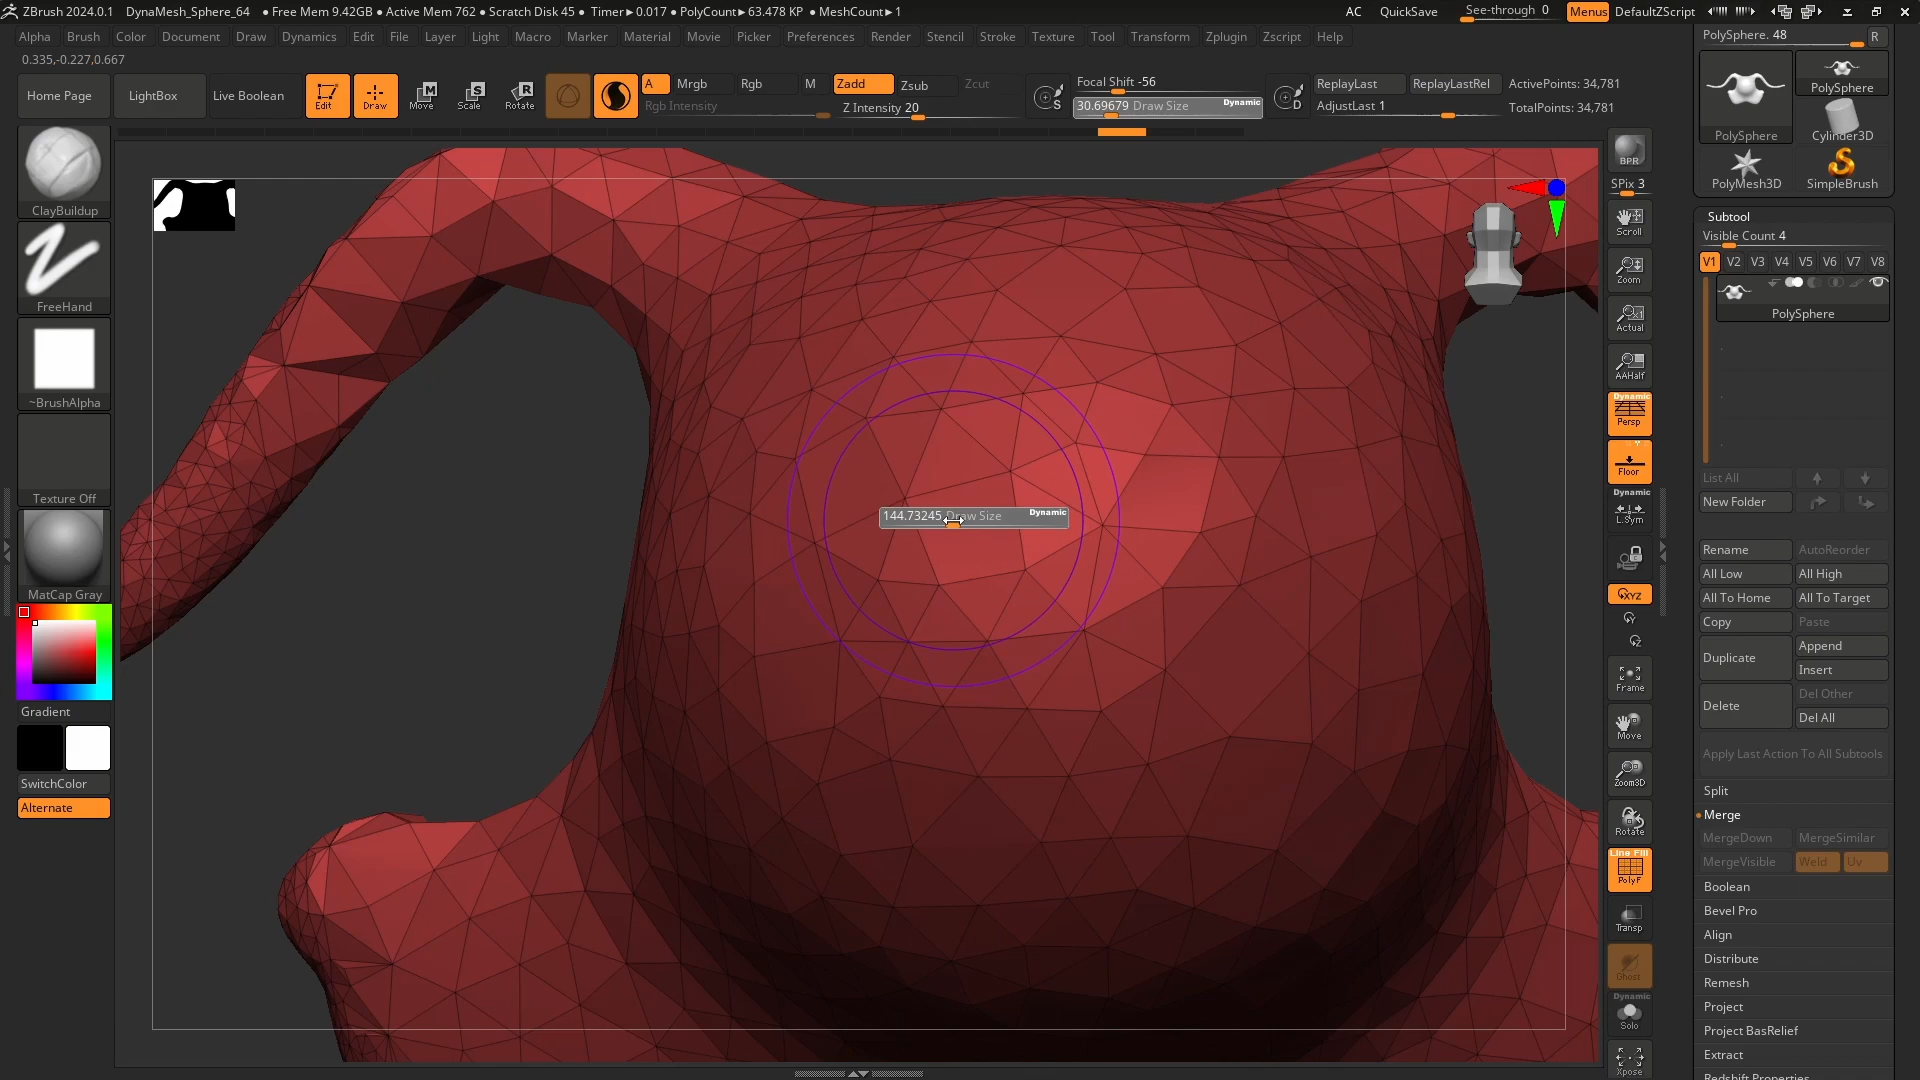 ZBrush 2024.0.1 DynaMesh_Sphere_64 ● Free Mem 9.42GB ● Active Mem 762 ● Scratch Disk 45 ● Timer►0.017 ● PolyCount►63.478 KP ● MeshCount►1 AC QuickSave See-through 0 Menus DefaultZScript
Alpha Brush Color Document Draw Dynamics Edit File Layer Light Macro Marker Material Movie Picker Preferences Render Stencil Stroke Texture Tool Transform Zplugin Zscript Help
0.335,-0.227,0.667
Home Page LightBox Live Boolean Edit Draw Move Scale Rotate
M S R
A Mrgb Rgb M Zadd Zsub Zcut
Rgb Intensity Z Intensity 20
S Focal Shift -56
30.69679 Draw Size Dynamic
D ReplayLast ReplayLastRel
AdjustLast 1
ActivePoints: 34,781
TotalPoints: 34,781
ClayBuildup
FreeHand
~BrushAlpha
Texture Off
MatCap Gray
Gradient
SwitchColor
Alternate
144.73245 Draw Size Dynamic
BPR
SPix 3
Scroll
Zoom
Actual
AAHalf
Dynamic
Persp
Floor
Dynamic
L.Sym
XYZ
Y
Z
Frame
Move
Zoom3D
Rotate
Line Fill
PolyF
Transp
Ghost
Dynamic
Solo
Xpose
PolySphere. 48 R
PolySphere PolySphere
Cylinder3D
PolyMesh3D SimpleBrush
Subtool
Visible Count 4
V1 V2 V3 V4 V5 V6 V7 V8
PolySphere
List All
New Folder
Rename AutoReorder
All Low All High
All To Home All To Target
Copy Paste
Duplicate Append
Insert
Delete Del Other
Del All
Apply Last Action To All Subtools
Split
Merge
MergeDown MergeSimilar
MergeVisible Weld Uv
Boolean
Bevel Pro
Align
Distribute
Remesh
Project
Project BasRelief
Extract
Redshift Properties